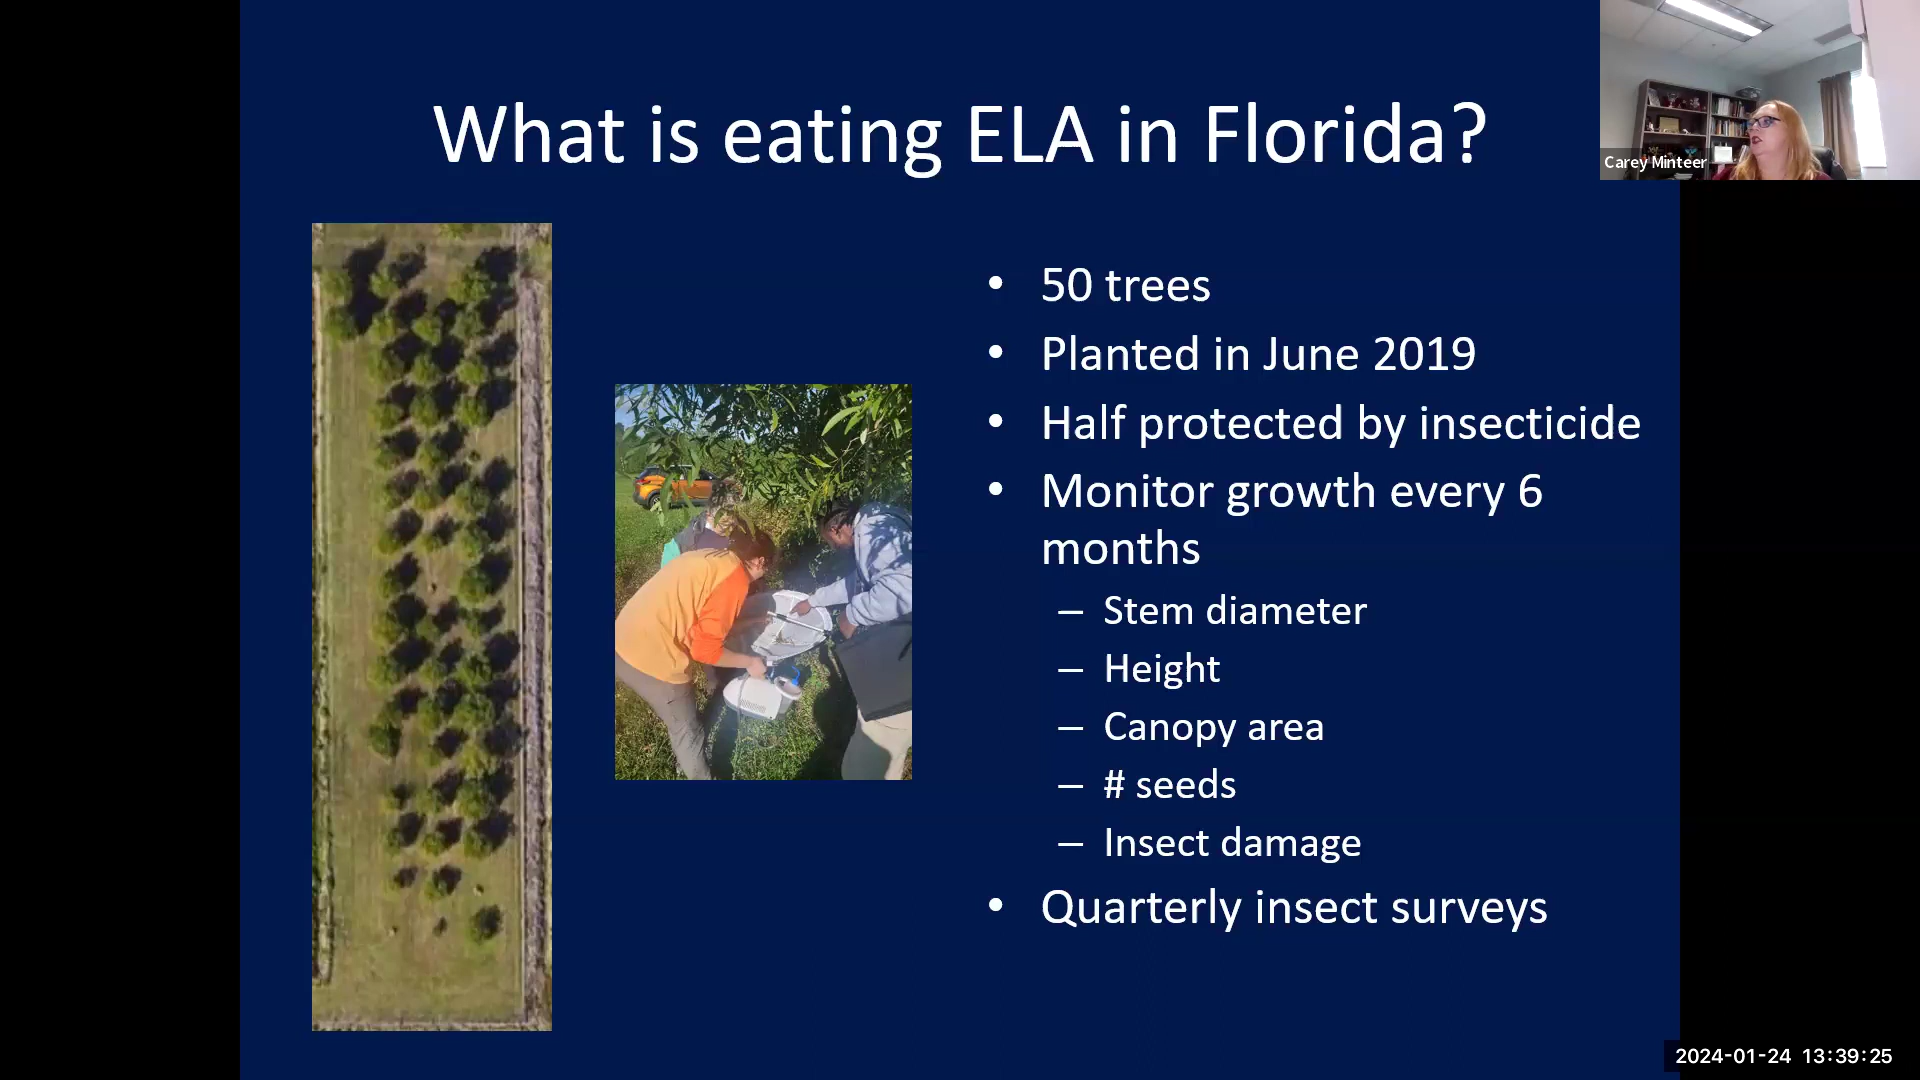 What is eating ELA in Florida?
Carey Minteer
• 50 trees
• Planted in June 2019
• Half protected by insecticide
• Monitor growth every 6
months
– Stem diameter
– Height
– Canopy area
– # seeds
– Insect damage
• Quarterly insect surveys
2024-01-24 13:39:25